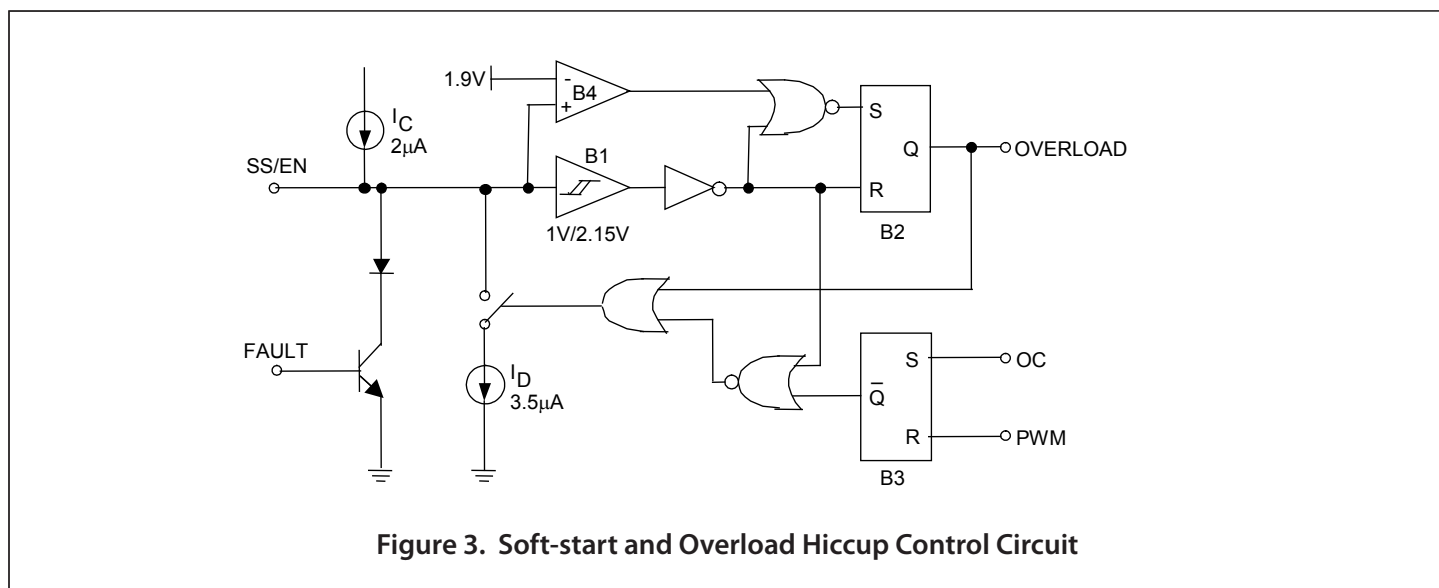 1.9V
-
B4
+
I_C
2μA
SS/EN
B1
1V/2.15V
S
Q
R
B2
OVERLOAD
FAULT
I_D
3.5μA
S
Q̅
R
B3
OC
PWM
Figure 3. Soft-start and Overload Hiccup Control Circuit